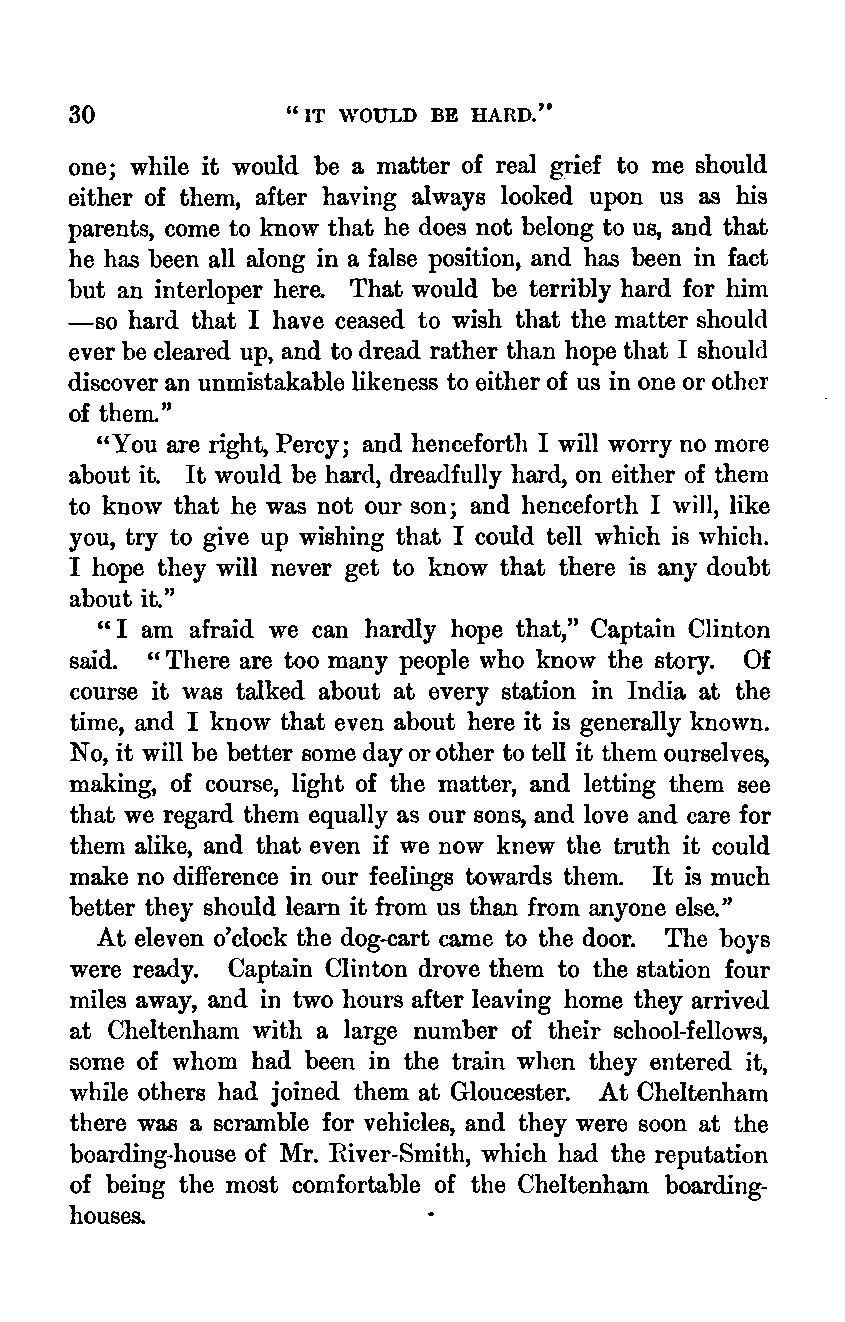 30 "IT WOULD BE HARD."
one; while it would be a matter of real grief to me should
either of them, after having always looked upon us as his
parents, come to know that he does not belong to us, and that
he has been all along in a false position, and has been in fact
but an interloper here. That would be terribly hard for him
—so hard that I have ceased to wish that the matter should
ever be cleared up, and to dread rather than hope that I should
discover an unmistakable likeness to either of us in one or other
of them."
"You are right, Percy; and henceforth I will worry no more
about it. It would be hard, dreadfully hard, on either of them
to know that he was not our son; and henceforth I will, like
you, try to give up wishing that I could tell which is which.
I hope they will never get to know that there is any doubt
about it."
"I am afraid we can hardly hope that," Captain Clinton
said. "There are too many people who know the story. Of
course it was talked about at every station in India at the
time, and I know that even about here it is generally known.
No, it will be better some day or other to tell it them ourselves,
making, of course, light of the matter, and letting them see
that we regard them equally as our sons, and love and care for
them alike, and that even if we now knew the truth it could
make no difference in our feelings towards them. It is much
better they should learn it from us than from anyone else."
At eleven o'clock the dog-cart came to the door. The boys
were ready. Captain Clinton drove them to the station four
miles away, and in two hours after leaving home they arrived
at Cheltenham with a large number of their school-fellows,
some of whom had been in the train when they entered it,
while others had joined them at Gloucester. At Cheltenham
there was a scramble for vehicles, and they were soon at the
boarding-house of Mr. River-Smith, which had the reputation
of being the most comfortable of the Cheltenham boarding-
houses.